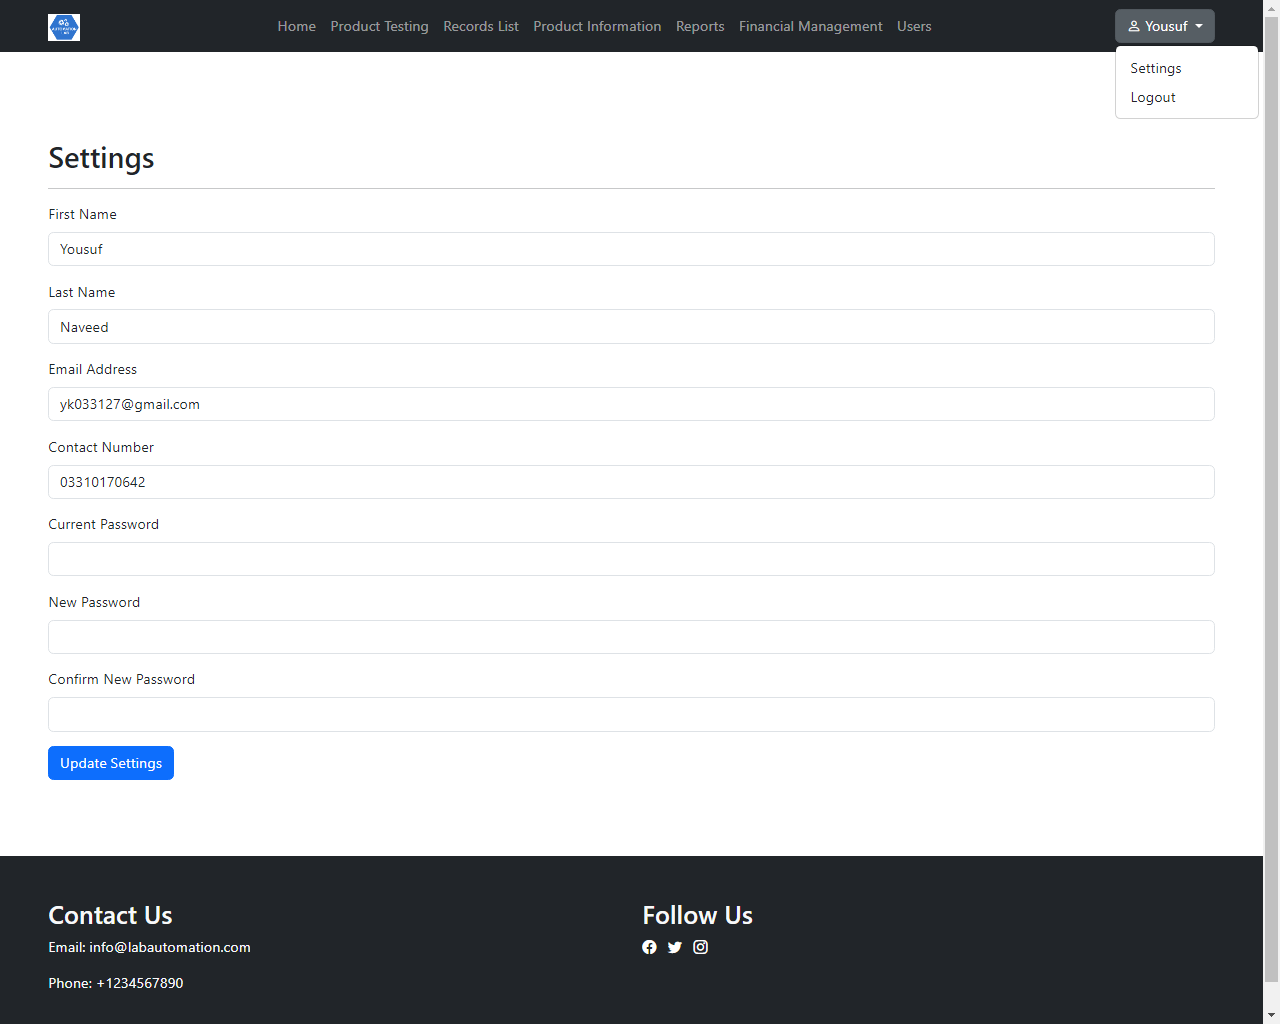 Home Product Testing Records List Product Information Reports Financial Management Users Yousuf
Settings
Logout
Settings
First Name
Yousuf
Last Name
Naveed
Email Address
yk033127@gmail.com
Contact Number
03310170642
Current Password
New Password
Confirm New Password
Update Settings
Contact Us
Email: info@labautomation.com
Phone: +1234567890
Follow Us